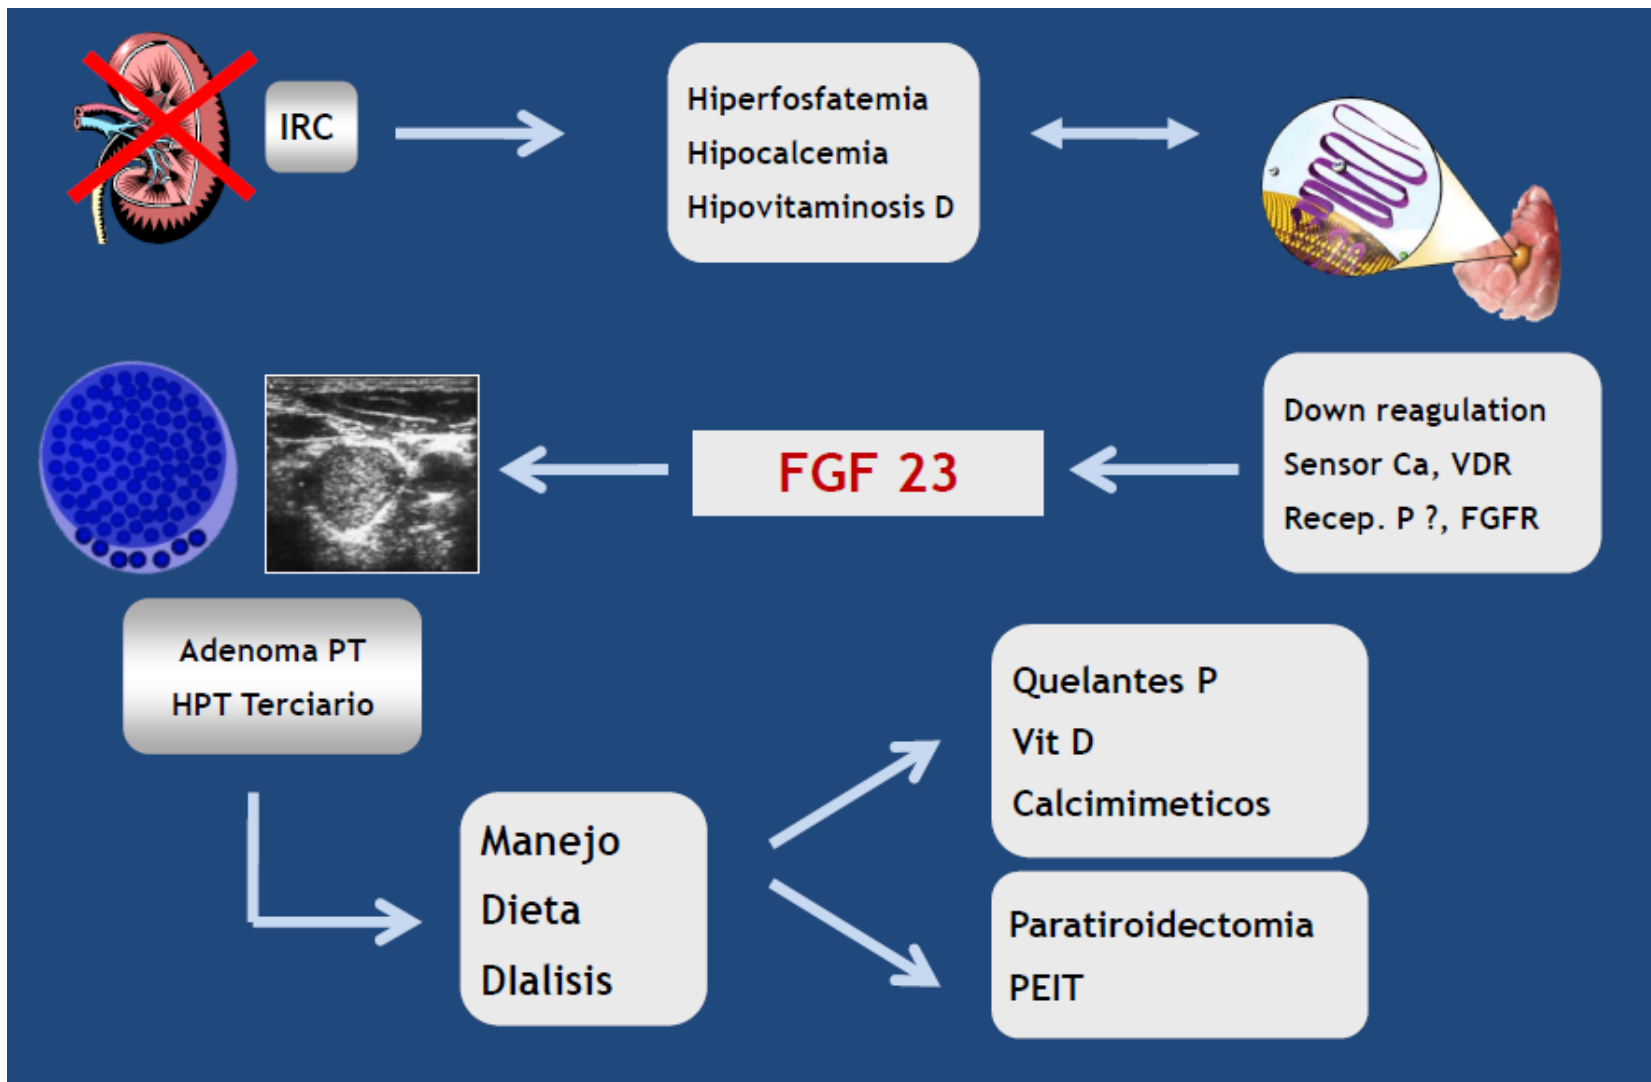 IRC
Hiperfosfatemia
Hipocalcemia
Hipovitaminosis D
Down reagulation
Sensor Ca, VDR
Recep. P ?, FGFR
FGF 23
Adenoma PT
HPT Terciario
Manejo
Dieta
DIalisis
Quelantes P
Vit D
Calcimimeticos
Paratiroidectomia
PEIT